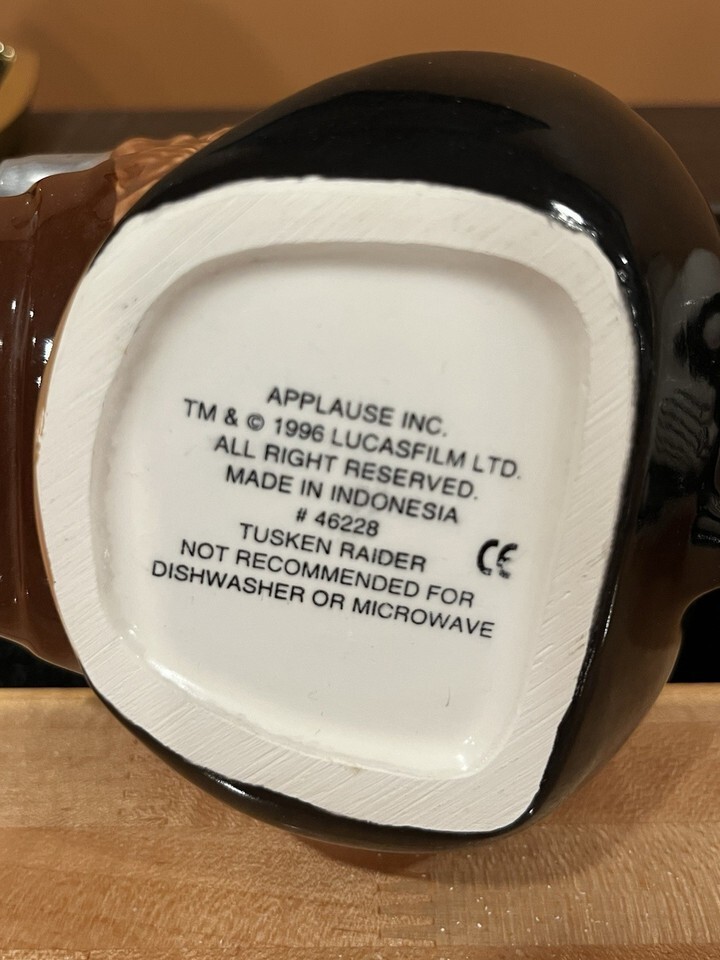 APPLAUSE INC.
TM & © 1996 LUCASFILM LTD.
ALL RIGHT RESERVED.
MADE IN INDONESIA
# 46228
TUSKEN RAIDER
CE
NOT RECOMMENDED FOR
DISHWASHER OR MICROWAVE